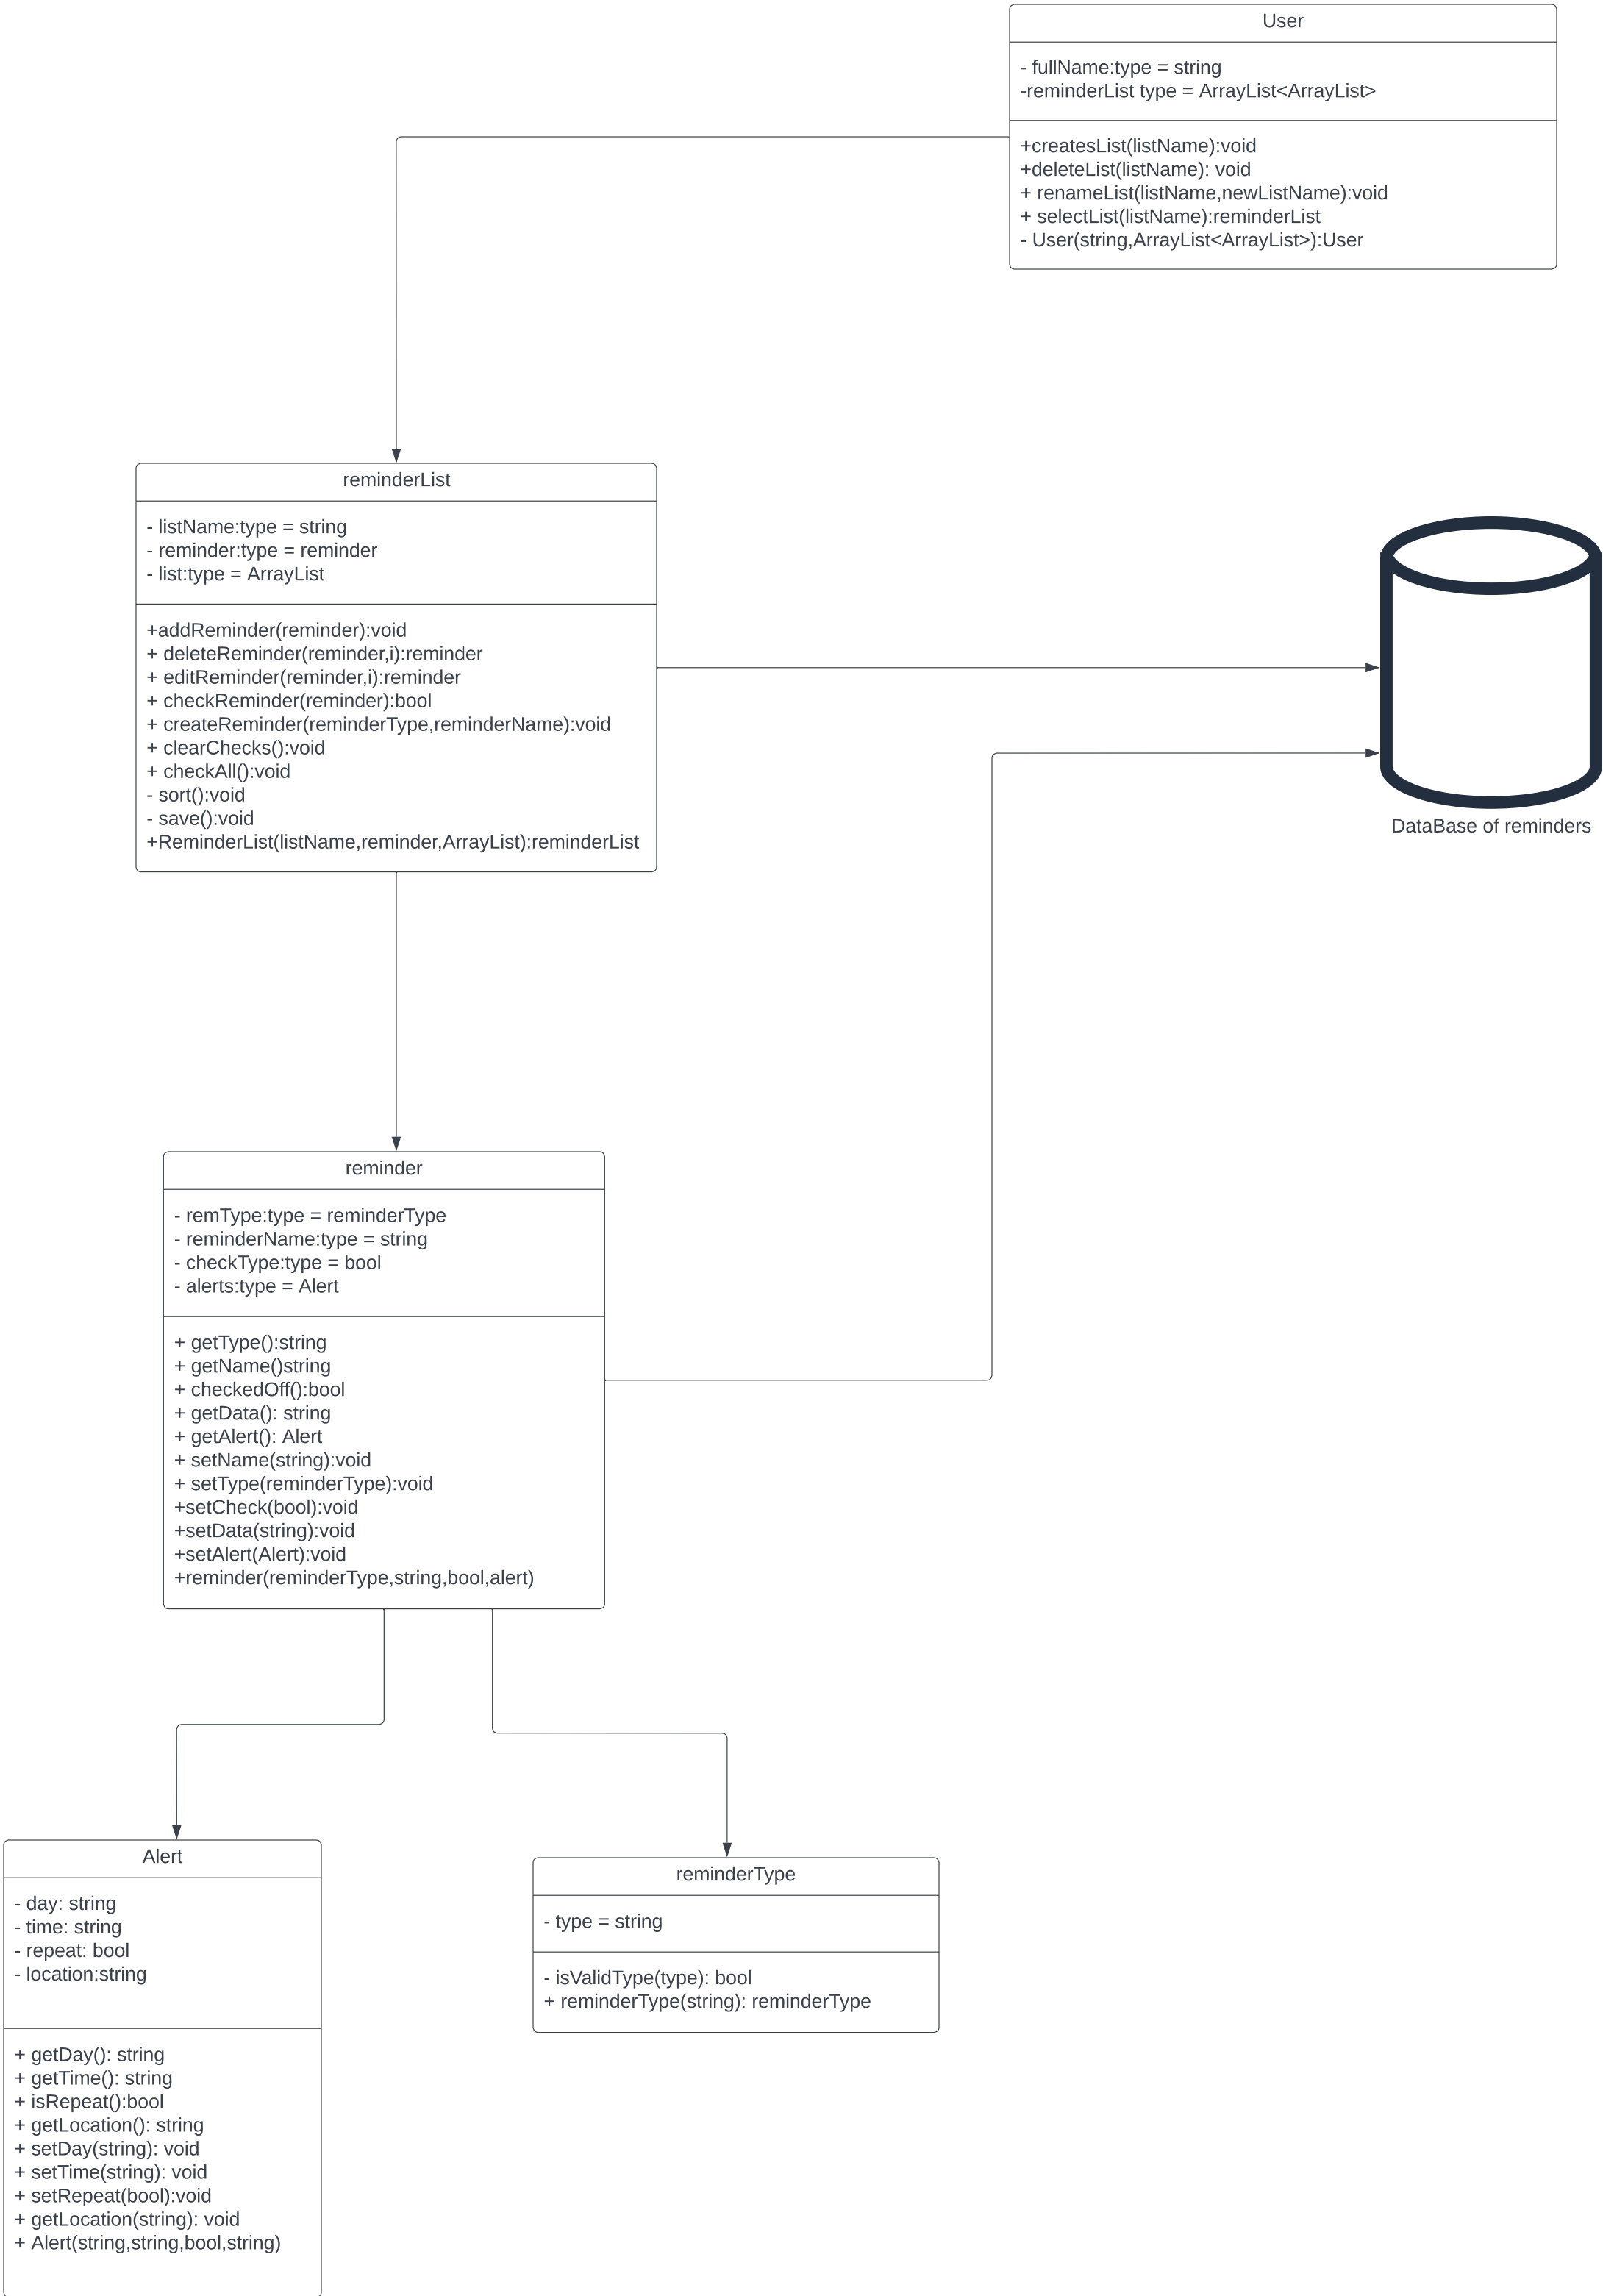 User
- fullName:type = string
-reminderList type = ArrayList<ArrayList>
+createsList(listName):void
+deleteList(listName): void
+ renameList(listName,newListName):void
+ selectList(listName):reminderList
- User(string,ArrayList<ArrayList>):User
reminderList
- listName:type = string
- reminder:type = reminder
- list:type = ArrayList
+addReminder(reminder):void
+ deleteReminder(reminder,i):reminder
+ editReminder(reminder,i):reminder
+ checkReminder(reminder):bool
+ createReminder(reminderType,reminderName):void
+ clearChecks():void
+ checkAll():void
- sort():void
- save():void
+ReminderList(listName,reminder,ArrayList):reminderList
DataBase of reminders
reminder
- remType:type = reminderType
- reminderName:type = string
- checkType:type = bool
- alerts:type = Alert
+ getType():string
+ getName()string
+ checkedOff():bool
+ getData(): string
+ getAlert(): Alert
+ setName(string):void
+ setType(reminderType):void
+setCheck(bool):void
+setData(string):void
+setAlert(Alert):void
+reminder(reminderType,string,bool,alert)
Alert
- day: string
- time: string
- repeat: bool
- location:string
+ getDay(): string
+ getTime(): string
+ isRepeat():bool
+ getLocation(): string
+ setDay(string): void
+ setTime(string): void
+ setRepeat(bool):void
+ getLocation(string): void
+ Alert(string,string,bool,string)
reminderType
- type = string
- isValidType(type): bool
+ reminderType(string): reminderType